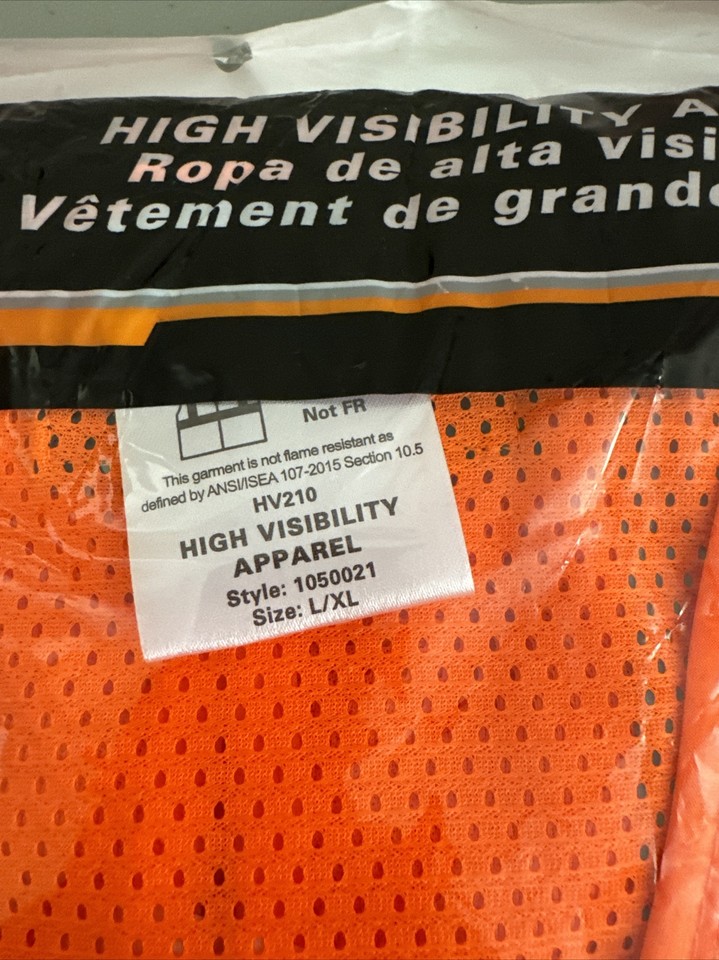 HIGH VISIBILITY A
Ropa de alta visi
Vêtement de grande
Not FR
This garment is not flame resistant as
defined by ANSI/ISEA 107-2015 Section 10.5
HV210
HIGH VISIBILITY
APPAREL
Style: 1050021
Size: L/XL